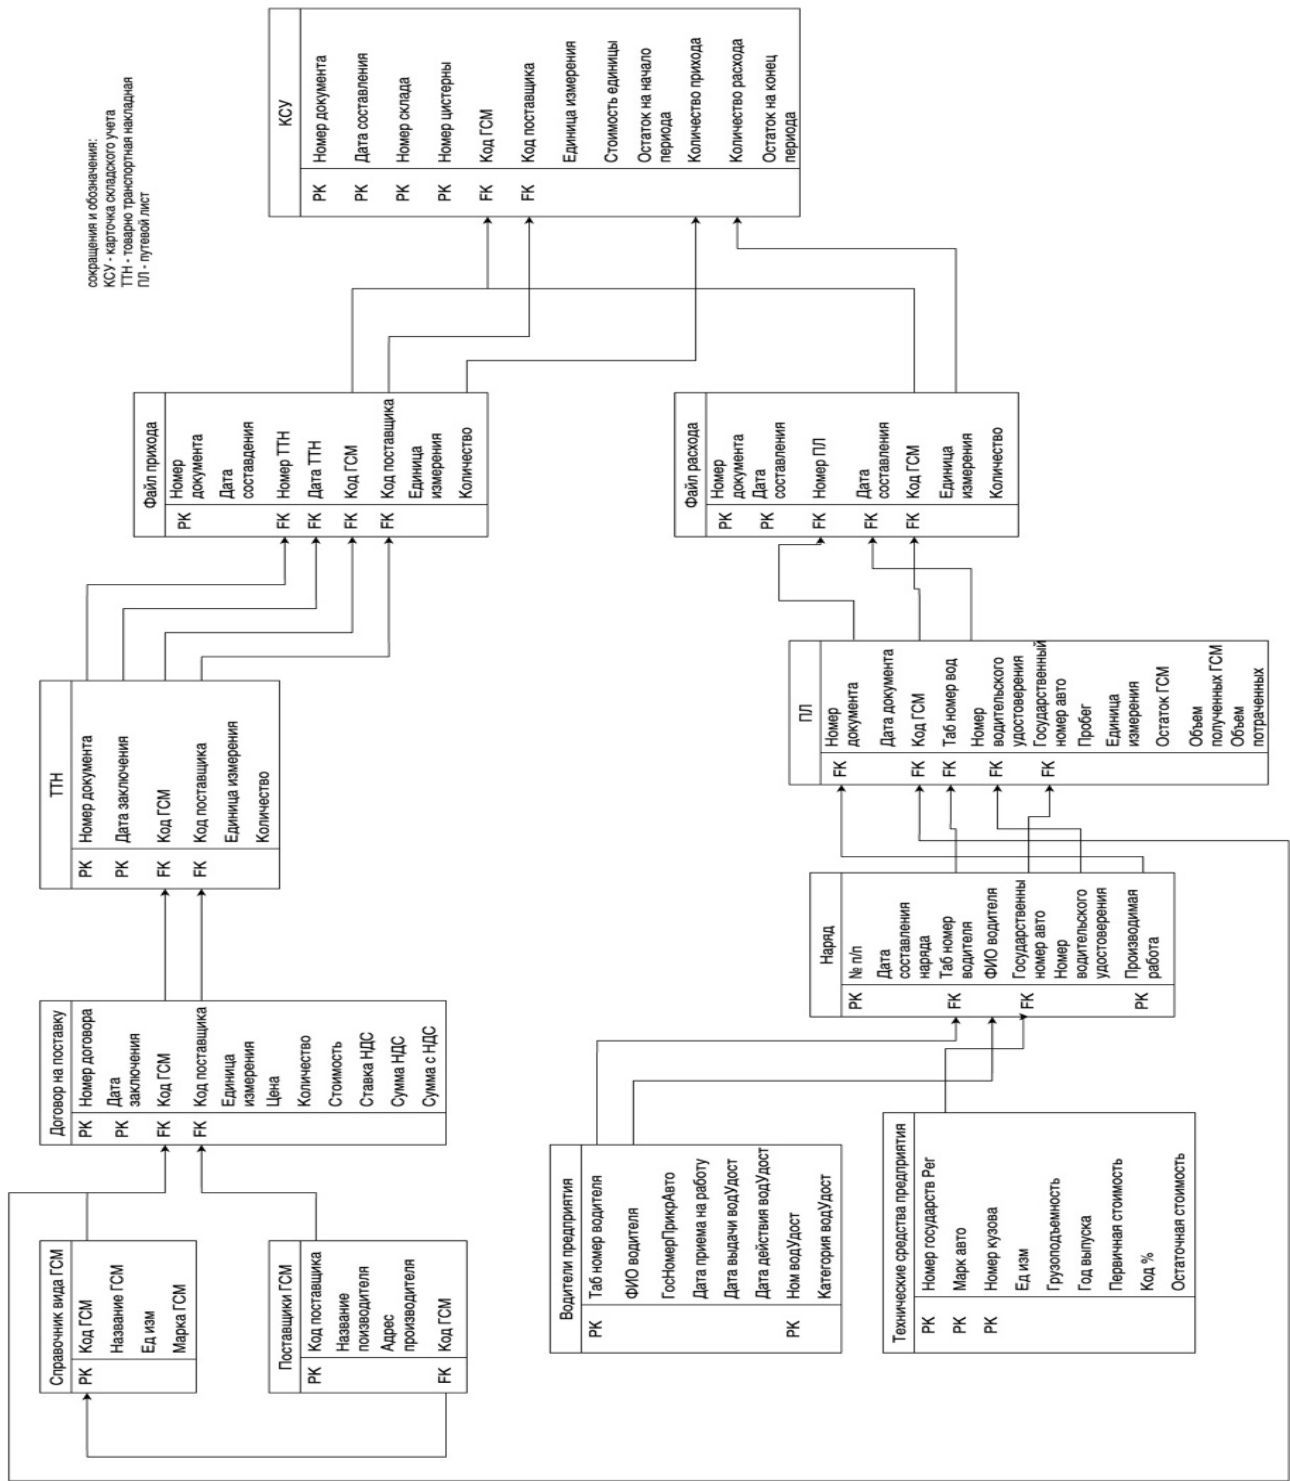 сокращения и обозначения:
КСУ - карточка складского учета
ТТН - товарно транспортная накладная
ПЛ - путевой лист
Справочник вида ГСМ
PK Код ГСМ
Название ГСМ
Ед изм
Марка ГСМ
Поставщики ГСМ
PK Код поставщика
Название
поизводителя
Адрес
производителя
FK Код ГСМ
Договор на поставку
PK Номер договора
PK Дата
заключения
FK Код ГСМ
FK Код поставщика
Единица
измерения
Цена
Количество
Стоимость
Ставка НДС
Сумма НДС
Сумма с НДС
ТТН
PK Номер документа
PK Дата заключения
FK Код ГСМ
FK Код поставщика
Единица измерения
Количество
Файл прихода
PK Номер
документа
Дата
составдения
FK Номер ТТН
FK Дата ТТН
FK Код ГСМ
FK Код поставщика
Единица
измерения
Количество
КСУ
PK Номер документа
PK Дата составления
PK Номер склада
PK Номер цистерны
FK Код ГСМ
FK Код поставщика
Единица измерения
Стоимость единицы
Остаток на начало
периода
Количество прихода
Количество расхода
Остаток на конец
периода
Водители предприятия
PK Таб номер водителя
ФИО водителя
ГосНомерПрикрАвто
Дата приема на работу
Дата выдачи водУдост
Дата действия водУдост
PK Ном водУдост
Категория водУдост
Технические средства предприятия
PK Номер государств Рег
PK Марк авто
PK Номер кузова
Ед изм
Грузоподъемность
Год выпуска
Первичная стоимость
Код %
Остаточная стоимость
Наряд
PK № п/п
Дата
составления
наряда
FK Таб номер
водителя
ФИО водителя
FK Государственны
номер авто
Номер
водительского
удостоверения
PK Производимая
работа
ПЛ
FK Номер
документа
Дата документа
FK Код ГСМ
FK Таб номер вод
FK Номер
водительского
удостоверения
FK Государственный
номер авто
Пробег
Единица
измерения
Остаток ГСМ
Объем
полученных ГСМ
Объем
потраченных
Файл расхода
PK Номер
документа
PK Дата
составления
FK Номер ПЛ
FK Дата
составления
FK Код ГСМ
Единица
измерения
Количество